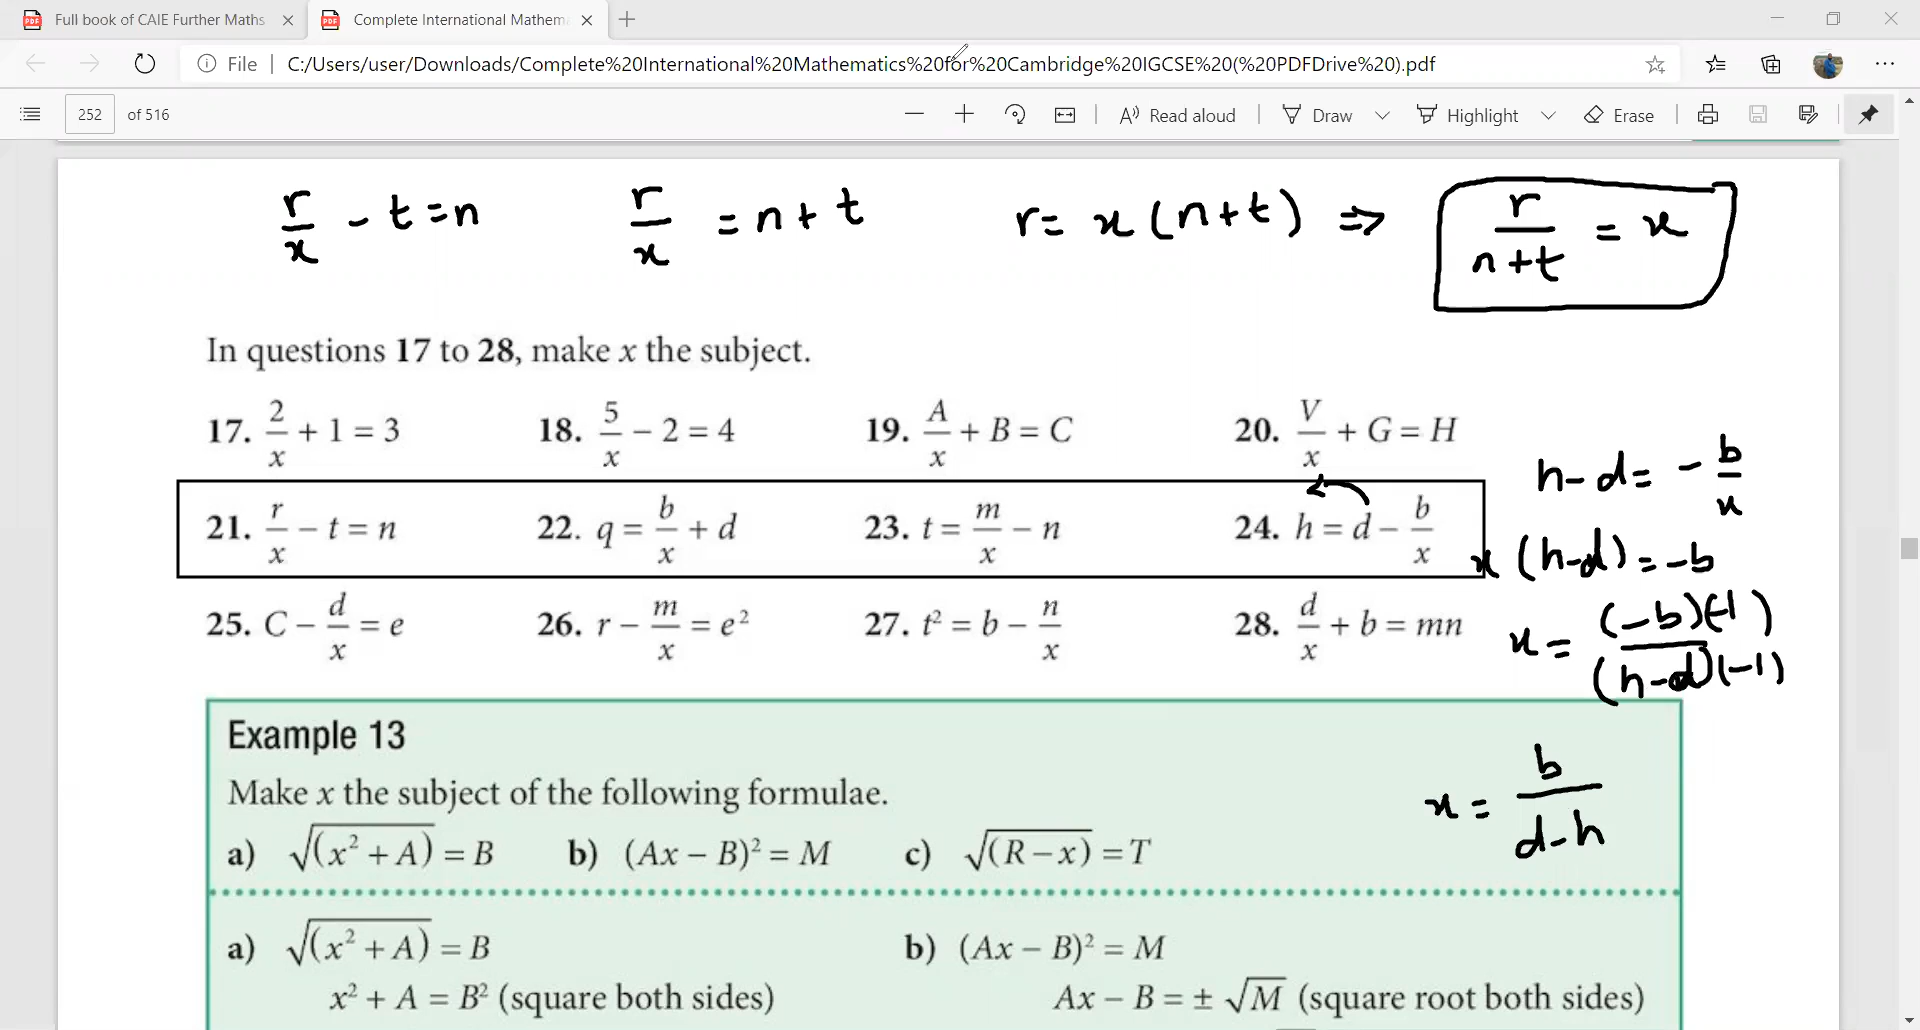 Full book of CAIE Further Maths
Complete International Mathem
File
C:/Users/user/Downloads/Complete%20International%20Mathematics%20for%20Cambridge%20IGCSE%20(%20PDFDrive%20).pdf
252 of 516
Read aloud
Draw
Highlight
Erase
r/x - t = n
r/x = n + t
r = x(n+t) ⇒
r/(n+t) = x
In questions 17 to 28, make x the subject.
17. 2/x + 1 = 3
18. 5/x − 2 = 4
19. A/x + B = C
20. V/x + G = H
21. r/x − t = n
22. q = b/x + d
23. t = m/x − n
24. h = d − b/x
25. C − d/x = e
26. r − m/x = e²
27. t² = b − n/x
28. d/x + b = mn
h-d = -b/x
x(h-d) = -b
x = (-b)(-1)/(h-d)(-1)
x = b/(d-h)
Example 13
Make x the subject of the following formulae.
a) √(x² + A) = B
b) (Ax − B)² = M
c) √(R − x) = T
a) √(x² + A) = B
b) (Ax − B)² = M
x² + A = B² (square both sides)
Ax − B = ± √M (square root both sides)